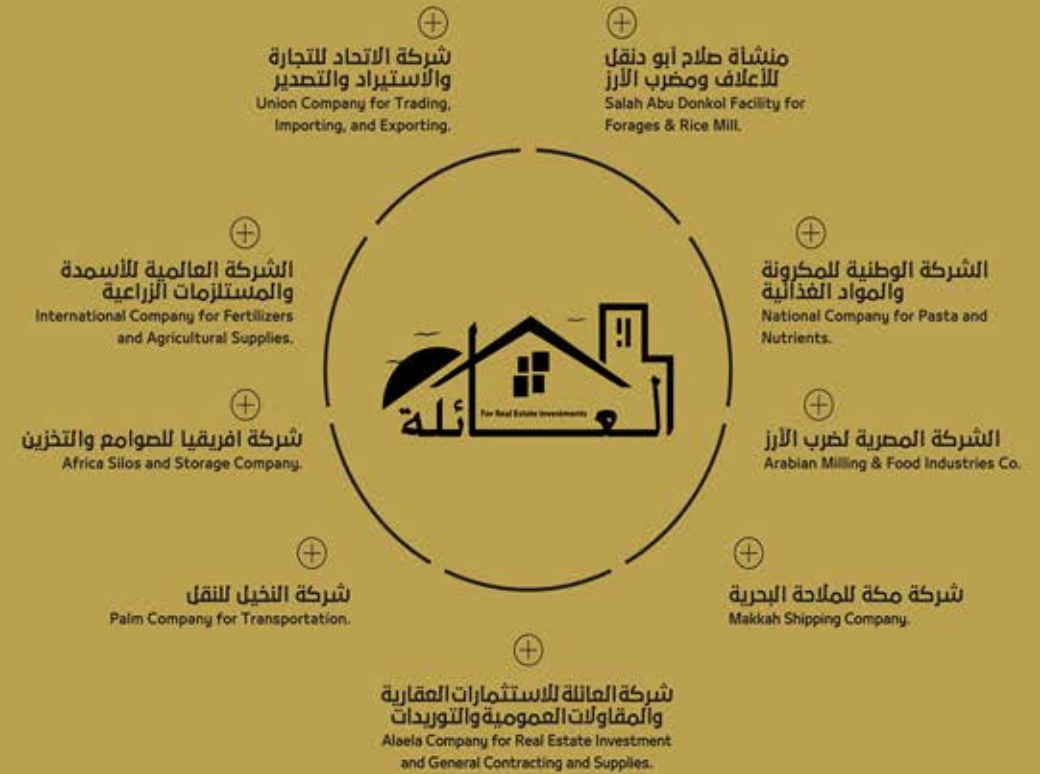 شركة الاتحاد للتجارة
والاستيراد والتصدير
Union Company for Trading,
Importing, and Exporting.
منشأة صلاح أبو دنقل
للأعلاف ومضرب الأرز
Salah Abu Donkol Facility for
Forages & Rice Mill.
الشركة العالمية للأسمدة
والمستلزمات الزراعية
International Company for Fertilizers
and Agricultural Supplies.
الشركة الوطنية للمكرونة
والمواد الغذائية
National Company for Pasta and
Nutrients.
العائلة
For Real Estate Investments
شركة افريقيا للصوامع والتخزين
Africa Silos and Storage Company.
الشركة المصرية لضرب الأرز
Arabian Milling & Food Industries Co.
شركة النخيل للنقل
Palm Company for Transportation.
شركة مكة للملاحة البحرية
Makkah Shipping Company.
شركة العائلة للاستثمارات العقارية
والمقاولات العمومية والتوريدات
Alaela Company for Real Estate Investment
and General Contracting and Supplies.